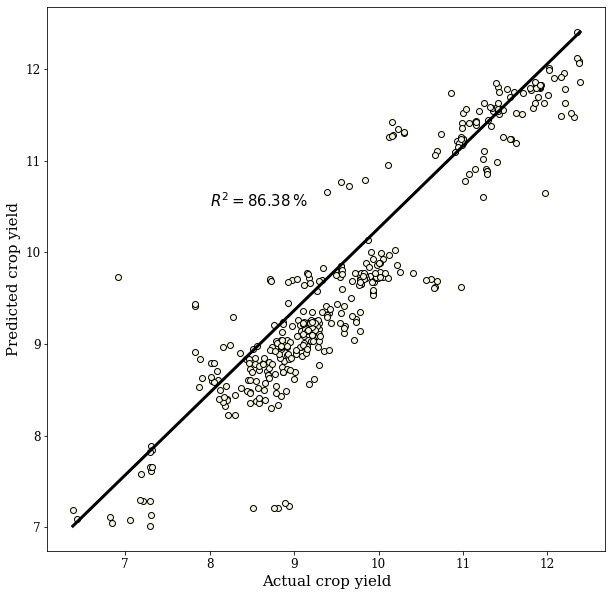 12
11
R² = 86.38 %
10
9
8
7
Predicted crop yield
7 8 9 10 11 12
Actual crop yield